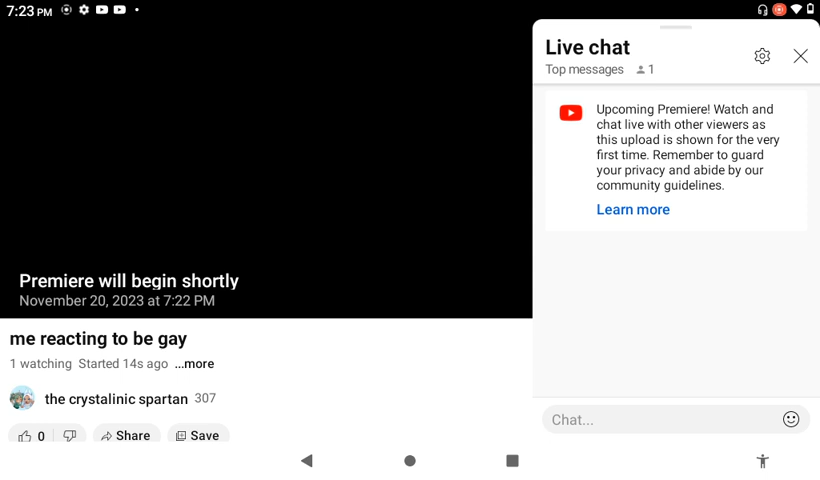 7:23 PM
Live chat
Top messages 1
Upcoming Premiere! Watch and
chat live with other viewers as
this upload is shown for the very
first time. Remember to guard
your privacy and abide by our
community guidelines.
Learn more
Premiere will begin shortly
November 20, 2023 at 7:22 PM
me reacting to be gay
1 watching Started 14s ago ...more
the crystalinic spartan 307
0 Share Save
Chat...